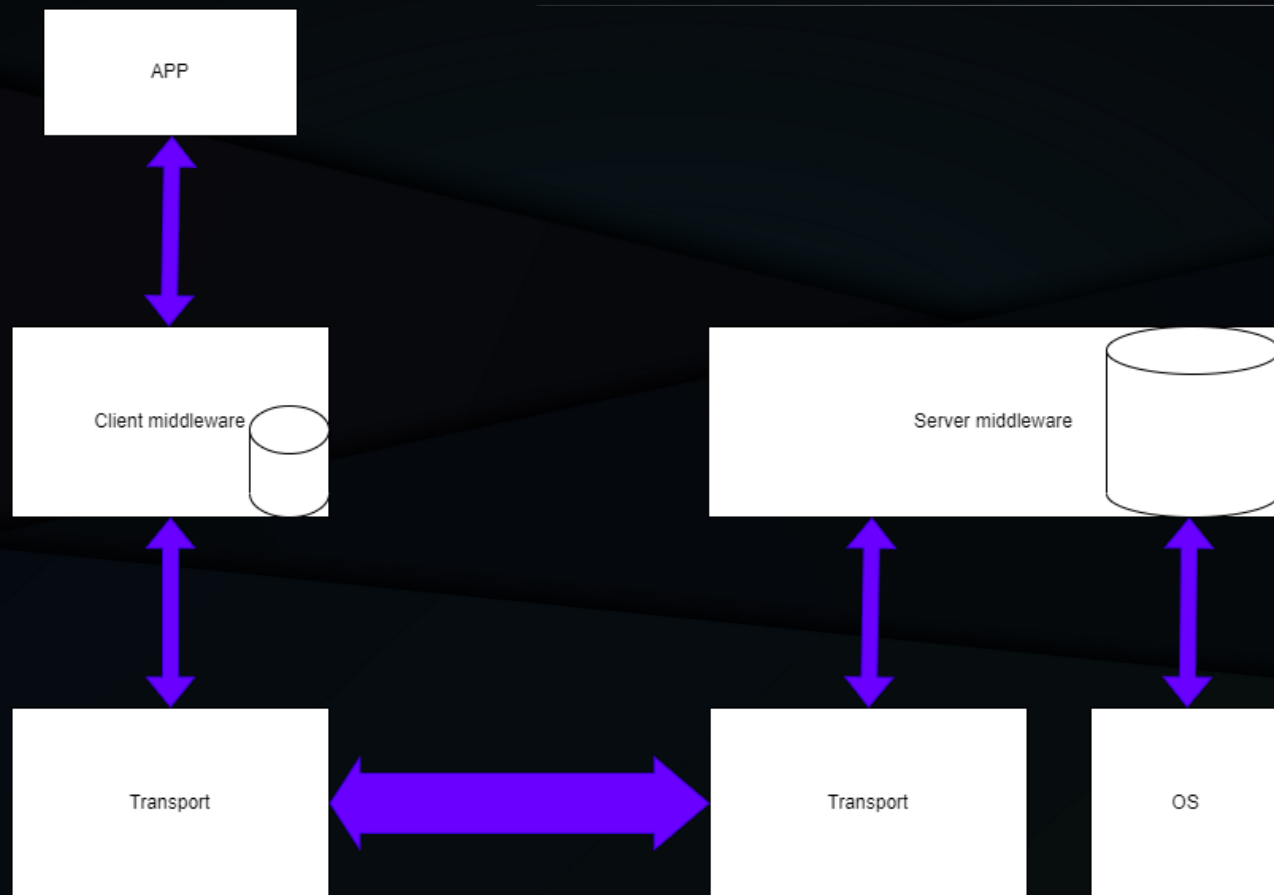 APP
Client middleware
Server middleware
Transport
Transport
OS